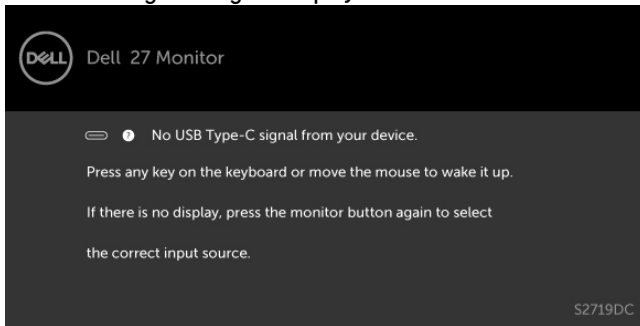 DELL
Dell 27 Monitor
? No USB Type-C signal from your device.
Press any key on the keyboard or move the mouse to wake it up.
If there is no display, press the monitor button again to select
the correct input source.
S2719DC